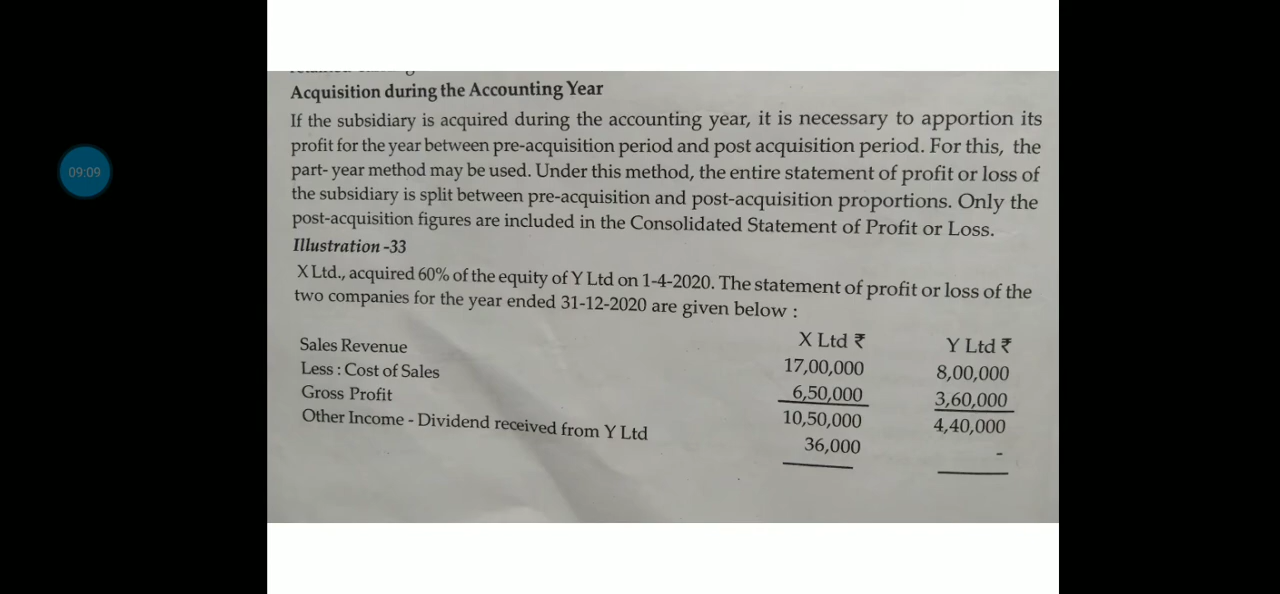 Acquisition during the Accounting Year
If the subsidiary is acquired during the accounting year, it is necessary to apportion its
profit for the year between pre-acquisition period and post acquisition period. For this, the
part- year method may be used. Under this method, the entire statement of profit or loss of
the subsidiary is split between pre-acquisition and post-acquisition proportions. Only the
post-acquisition figures are included in the Consolidated Statement of Profit or Loss.
Illustration -33
X Ltd., acquired 60% of the equity of Y Ltd on 1-4-2020. The statement of profit or loss of the
two companies for the year ended 31-12-2020 are given below :
X Ltd ₹ Y Ltd ₹
Sales Revenue 17,00,000 8,00,000
Less : Cost of Sales 6,50,000 3,60,000
Gross Profit 10,50,000 4,40,000
Other Income - Dividend received from Y Ltd 36,000 -
09:09